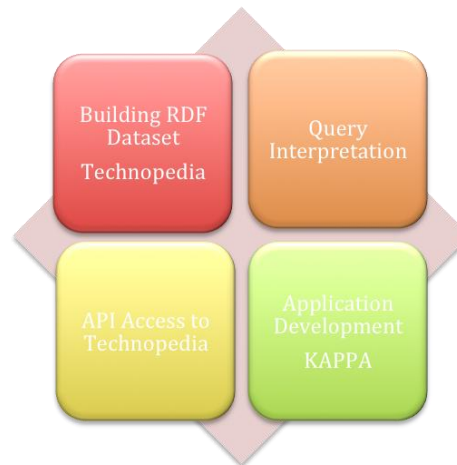 Building RDF
Dataset
Technopedia
Query
Interpretation
API Access to
Technopedia
Application
Development
KAPPA